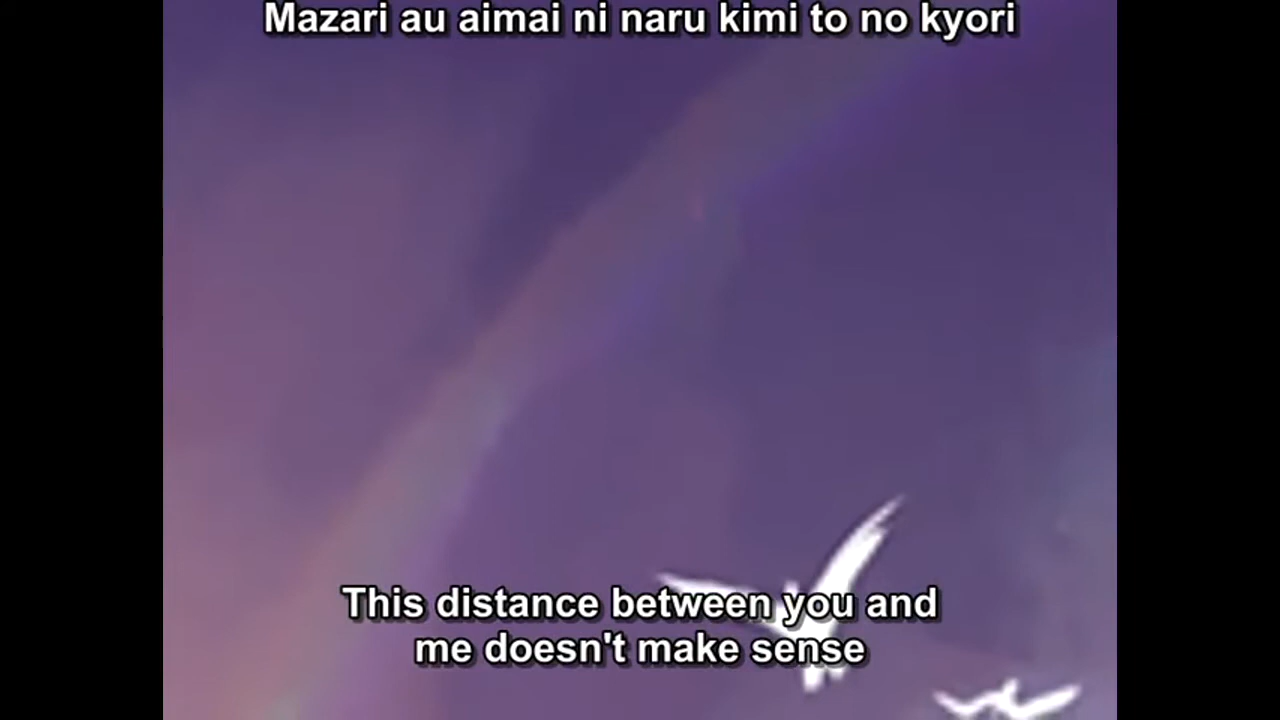 Mazari au aimai ni naru kimi to no kyori
This distance between you and
me doesn't make sense